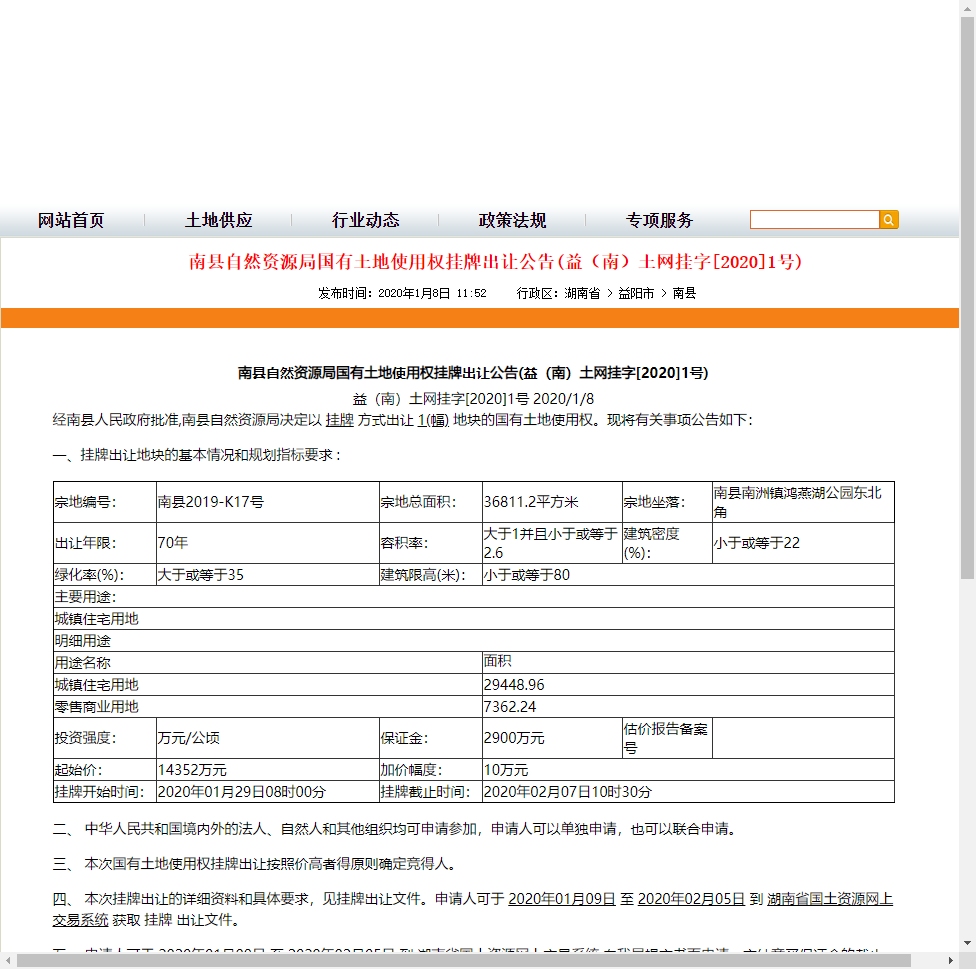 网站首页 土地供应 行业动态 政策法规 专项服务
南县自然资源局国有土地使用权挂牌出让公告(益（南）土网挂字[2020]1号)
发布时间：2020年1月8日 11:52 行政区：湖南省 > 益阳市 > 南县
南县自然资源局国有土地使用权挂牌出让公告(益（南）土网挂字[2020]1号)
益（南）土网挂字[2020]1号 2020/1/8
经南县人民政府批准,南县自然资源局决定以 挂牌 方式出让 1(幅) 地块的国有土地使用权。现将有关事项公告如下：
一、挂牌出让地块的基本情况和规划指标要求：
宗地编号： 南县2019-K17号 宗地总面积： 36811.2平方米 宗地坐落： 南县南洲镇鸿燕湖公园东北
角
出让年限： 70年 容积率： 大于1并且小于或等于
2.6 建筑密度
(%)： 小于或等于22
绿化率(%)： 大于或等于35 建筑限高(米)： 小于或等于80
主要用途：
城镇住宅用地
明细用途
用途名称 面积
城镇住宅用地 29448.96
零售商业用地 7362.24
投资强度： 万元/公顷 保证金： 2900万元 估价报告备案
号
起始价： 14352万元 加价幅度： 10万元
挂牌开始时间： 2020年01月29日08时00分 挂牌截止时间： 2020年02月07日10时30分
二、 中华人民共和国境内外的法人、自然人和其他组织均可申请参加，申请人可以单独申请，也可以联合申请。
三、 本次国有土地使用权挂牌出让按照价高者得原则确定竞得人。
四、 本次挂牌出让的详细资料和具体要求，见挂牌出让文件。申请人可于 2020年01月09日 至 2020年02月05日 到 湖南省国土资源网上
交易系统 获取 挂牌 出让文件。